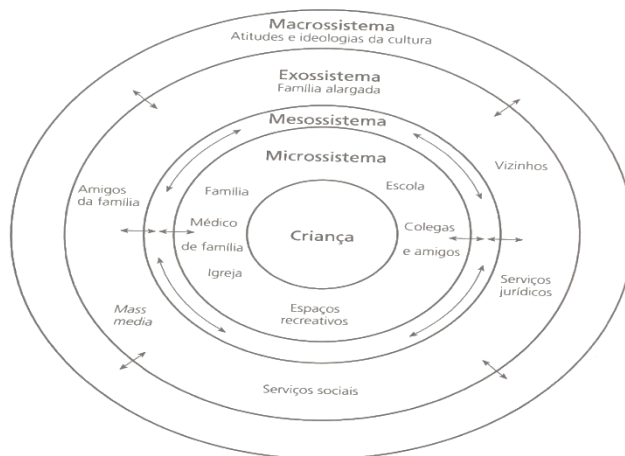 Macrossistema
Atitudes e ideologias da cultura
Exossistema
Família alargada
Mesossistema
Microssistema
Vizinhos
Família
Escola
Amigos
da família
Médico
de família
Criança
Colegas
e amigos
Igreja
Serviços
jurídicos
Mass
media
Espaços
recreativos
Serviços sociais